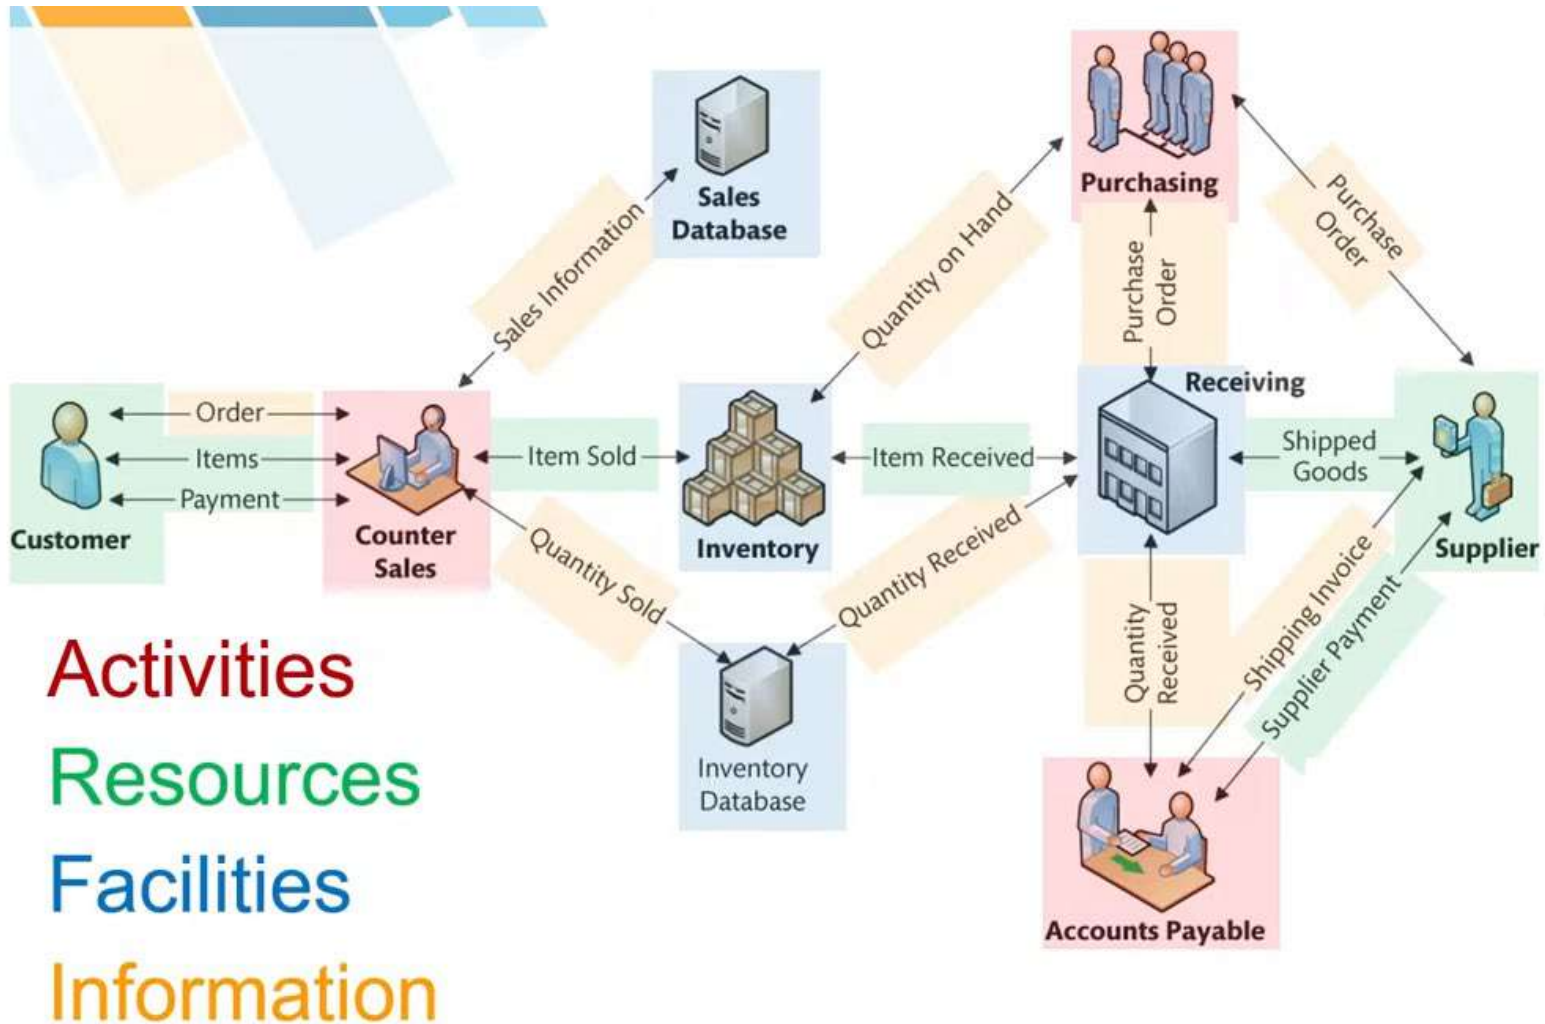 Purchasing
Sales
Database
Purchase
Order
Sales Information
Quantity on Hand
Purchase
Order
Receiving
Order
Items
Payment
Item Sold
Item Received
Shipped
Goods
Customer
Counter
Sales
Inventory
Supplier
Quantity Sold
Quantity Received
Quantity
Received
Shipping Invoice
Supplier Payment
Inventory
Database
Accounts Payable
Activities
Resources
Facilities
Information